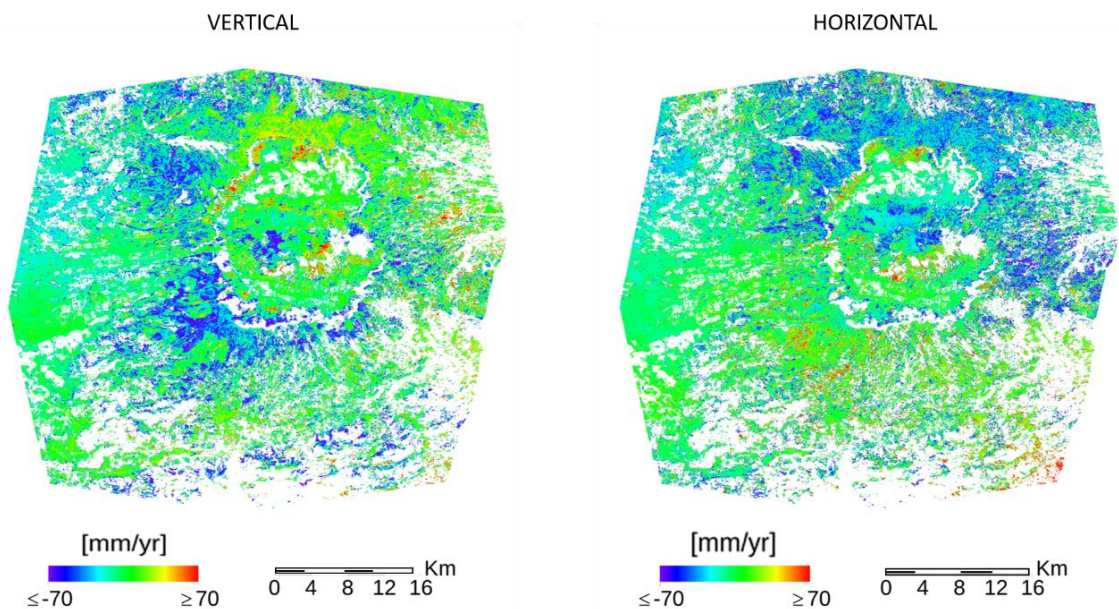 VERTICAL
HORIZONTAL
[mm/yr]
≤-70
≥70
0 4 8 12 16
Km
[mm/yr]
≤-70
≥70
0 4 8 12 16
Km